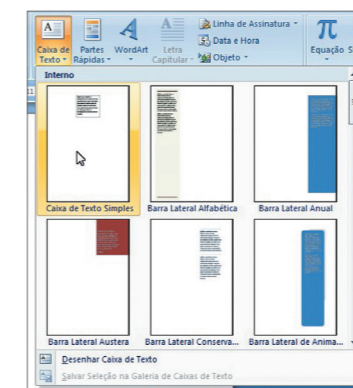 Linha de Assinatura
Data e Hora
Objeto
Caixa de Texto
Partes Rápidas
WordArt
Letra Capitular
Equação
Interno
11
Caixa de Texto Simples
Barra Lateral Alfabética
Barra Lateral Anual
Barra Lateral Austera
Barra Lateral Conserva...
Barra Lateral de Anima...
Desenhar Caixa de Texto
Salvar Seleção na Galeria de Caixas de Texto